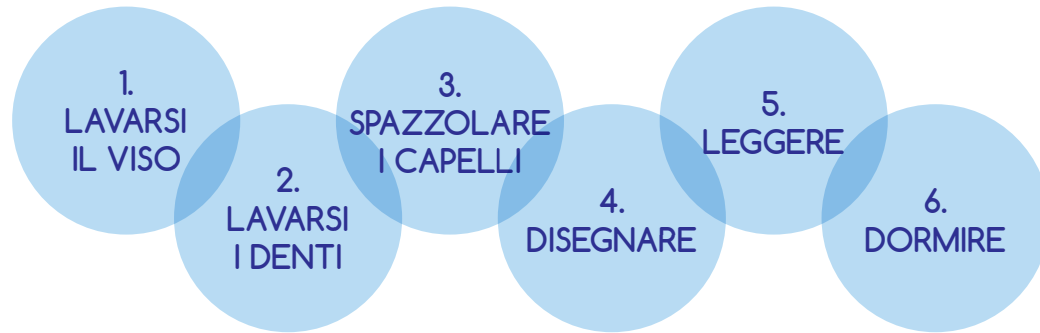 1.
LAVARSI
IL VISO
2.
LAVARSI
I DENTI
3.
SPAZZOLARE
I CAPELLI
4.
DISEGNARE
5.
LEGGERE
6.
DORMIRE